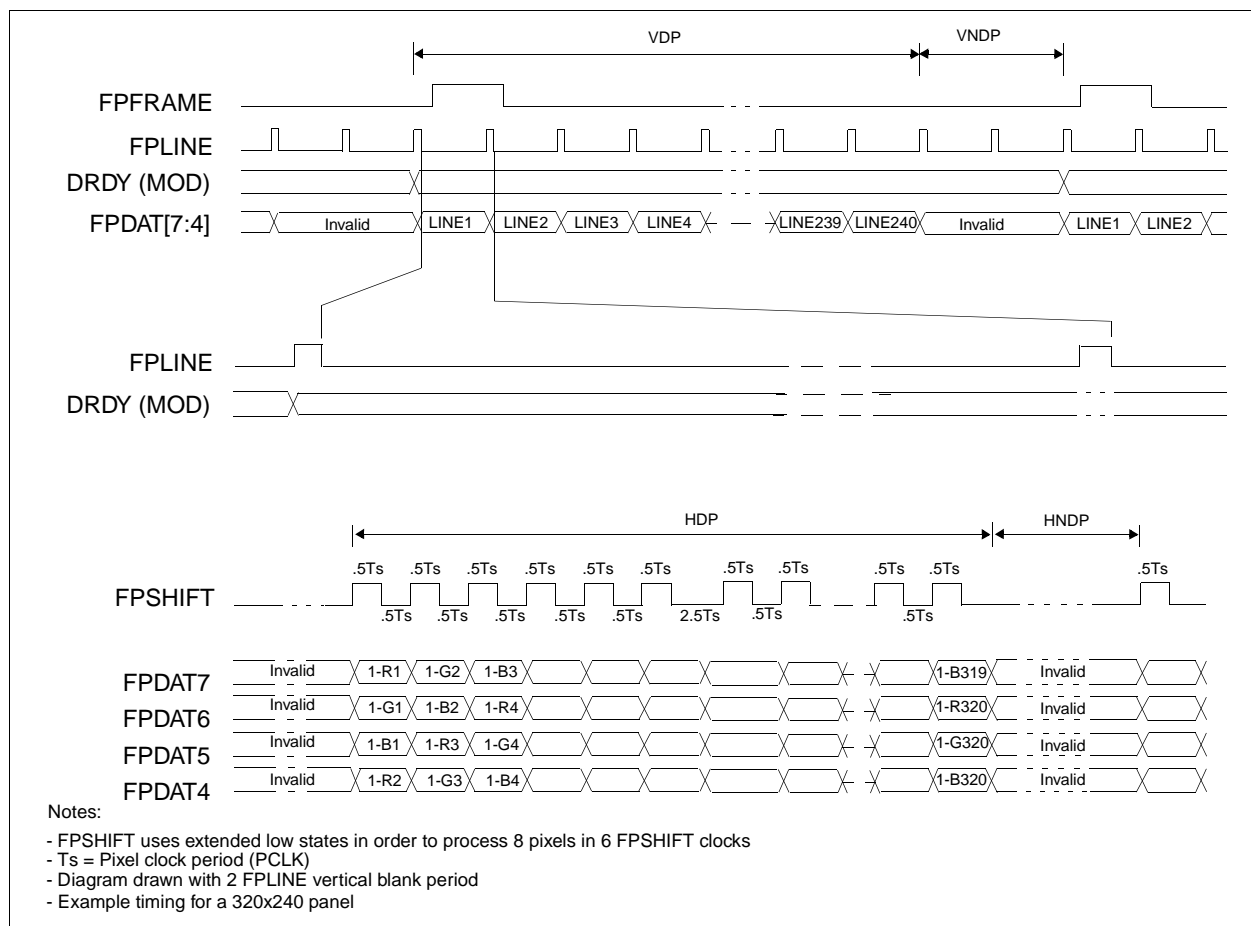 VDP VNDP
FPFRAME
FPLINE
DRDY (MOD)
FPDAT[7:4] Invalid LINE1 LINE2 LINE3 LINE4 LINE239 LINE240 Invalid LINE1 LINE2
FPLINE
DRDY (MOD)
HDP HNDP
.5Ts .5Ts .5Ts .5Ts .5Ts .5Ts .5Ts .5Ts .5Ts .5Ts .5Ts
FPSHIFT
.5Ts .5Ts .5Ts .5Ts .5Ts 2.5Ts .5Ts .5Ts
FPDAT7 Invalid 1-R1 1-G2 1-B3 1-B319 Invalid
FPDAT6 Invalid 1-G1 1-B2 1-R4 1-R320 Invalid
FPDAT5 Invalid 1-B1 1-R3 1-G4 1-G320 Invalid
FPDAT4 Invalid 1-R2 1-G3 1-B4 1-B320 Invalid
Notes:
- FPSHIFT uses extended low states in order to process 8 pixels in 6 FPSHIFT clocks
- Ts = Pixel clock period (PCLK)
- Diagram drawn with 2 FPLINE vertical blank period
- Example timing for a 320x240 panel